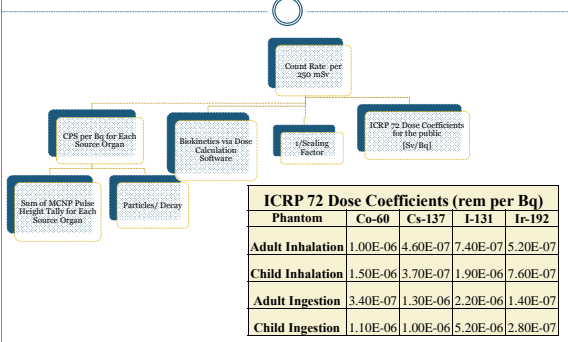 Count Rate per
250 mSv
CPS per Bq for Each
Source Organ
Biokinetics via Dose
Calculation
Software
1/Scaling
Factor
ICRP 72 Dose Coefficients
for the public
[Sv/Bq]
Sum of MCNP Pulse
Height Tally for Each
Source Organ
Particles/ Decay
ICRP 72 Dose Coefficients (rem per Bq)
Phantom Co-60 Cs-137 I-131 Ir-192
Adult Inhalation 1.00E-06 4.60E-07 7.40E-07 5.20E-07
Child Inhalation 1.50E-06 3.70E-07 1.90E-06 7.60E-07
Adult Ingestion 3.40E-07 1.30E-06 2.20E-06 1.40E-07
Child Ingestion 1.10E-06 1.00E-06 5.20E-06 2.80E-07